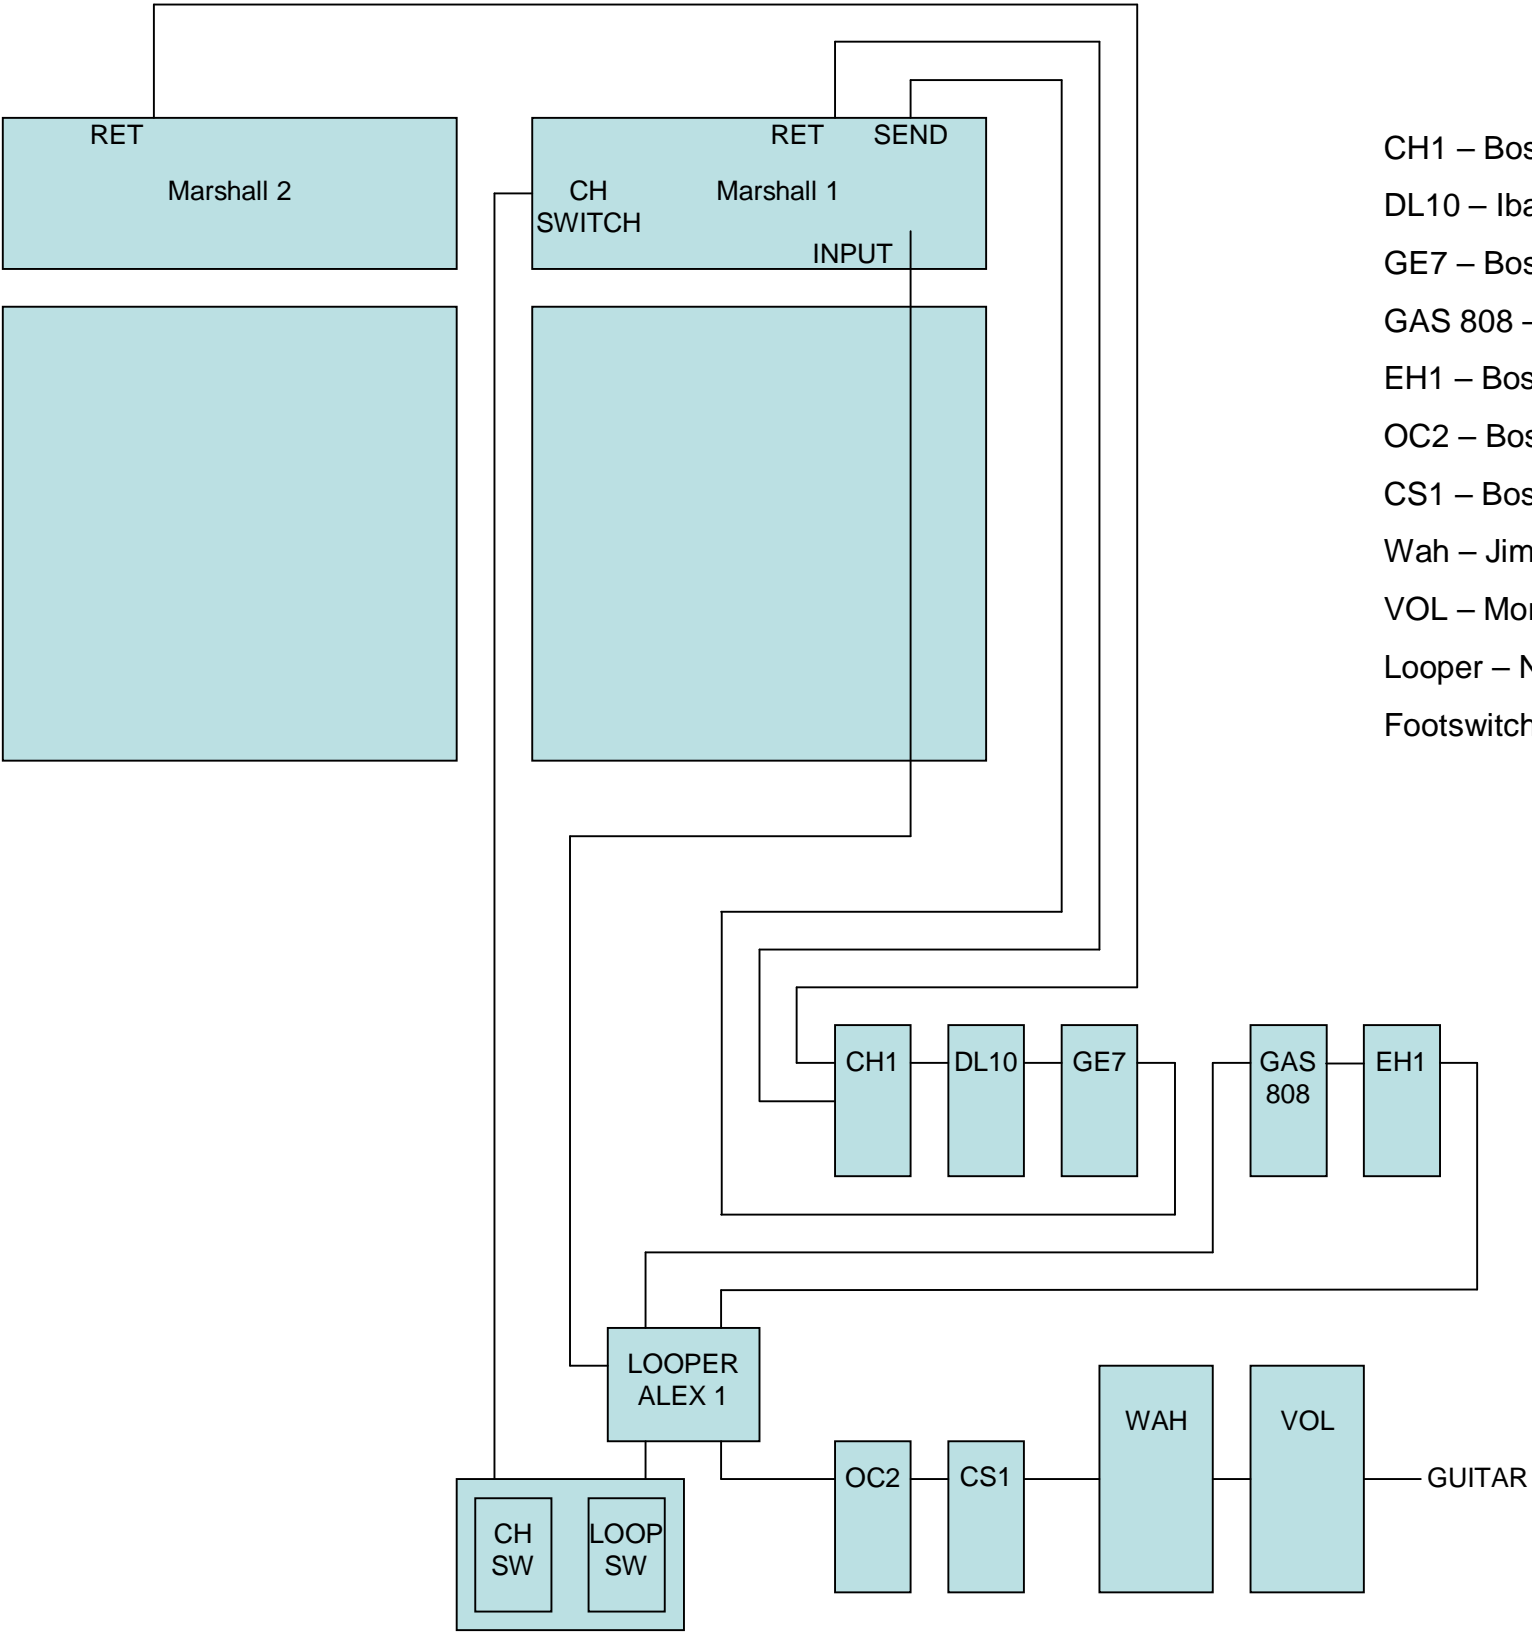 RET
Marshall 2
RET SEND
CH
SWITCH
Marshall 1
INPUT
CH1 – Bos
DL10 – Iba
GE7 – Bos
GAS 808 –
EH1 – Bos
OC2 – Bos
CS1 – Bos
Wah – Jim
VOL – Mor
Looper – N
Footswitch
CH1
DL10
GE7
GAS
808
EH1
LOOPER
ALEX 1
WAH
VOL
OC2
CS1
GUITAR
CH
SW
LOOP
SW